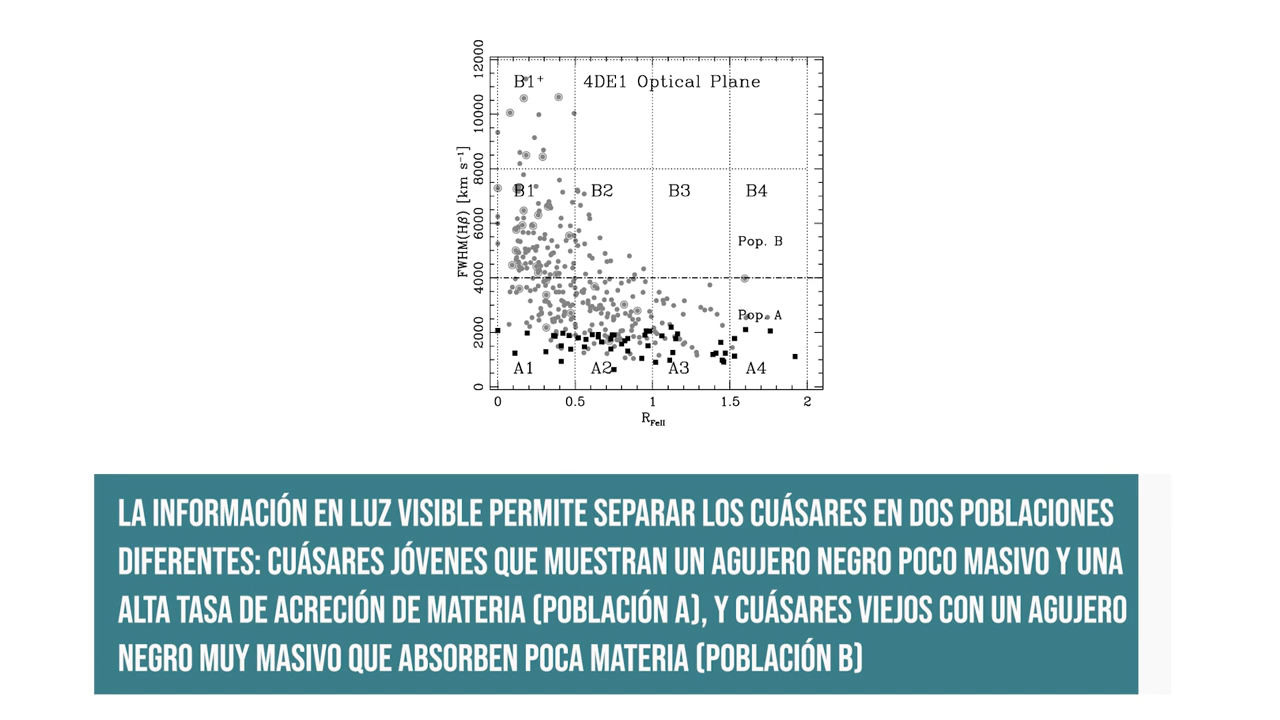 B1+ 4DE1 Optical Plane
B1 B2 B3 B4
Pop. B
Pop. A
A1 A2 A3 A4
FWHM(Hβ) [km s⁻¹]
12000
10000
8000
6000
4000
2000
0
0 0.5 1 1.5 2
R_FeII
LA INFORMACIÓN EN LUZ VISIBLE PERMITE SEPARAR LOS CUÁSARES EN DOS POBLACIONES
DIFERENTES: CUÁSARES JÓVENES QUE MUESTRAN UN AGUJERO NEGRO POCO MASIVO Y UNA
ALTA TASA DE ACRECIÓN DE MATERIA (POBLACIÓN A), Y CUÁSARES VIEJOS CON UN AGUJERO
NEGRO MUY MASIVO QUE ABSORBEN POCA MATERIA (POBLACIÓN B)